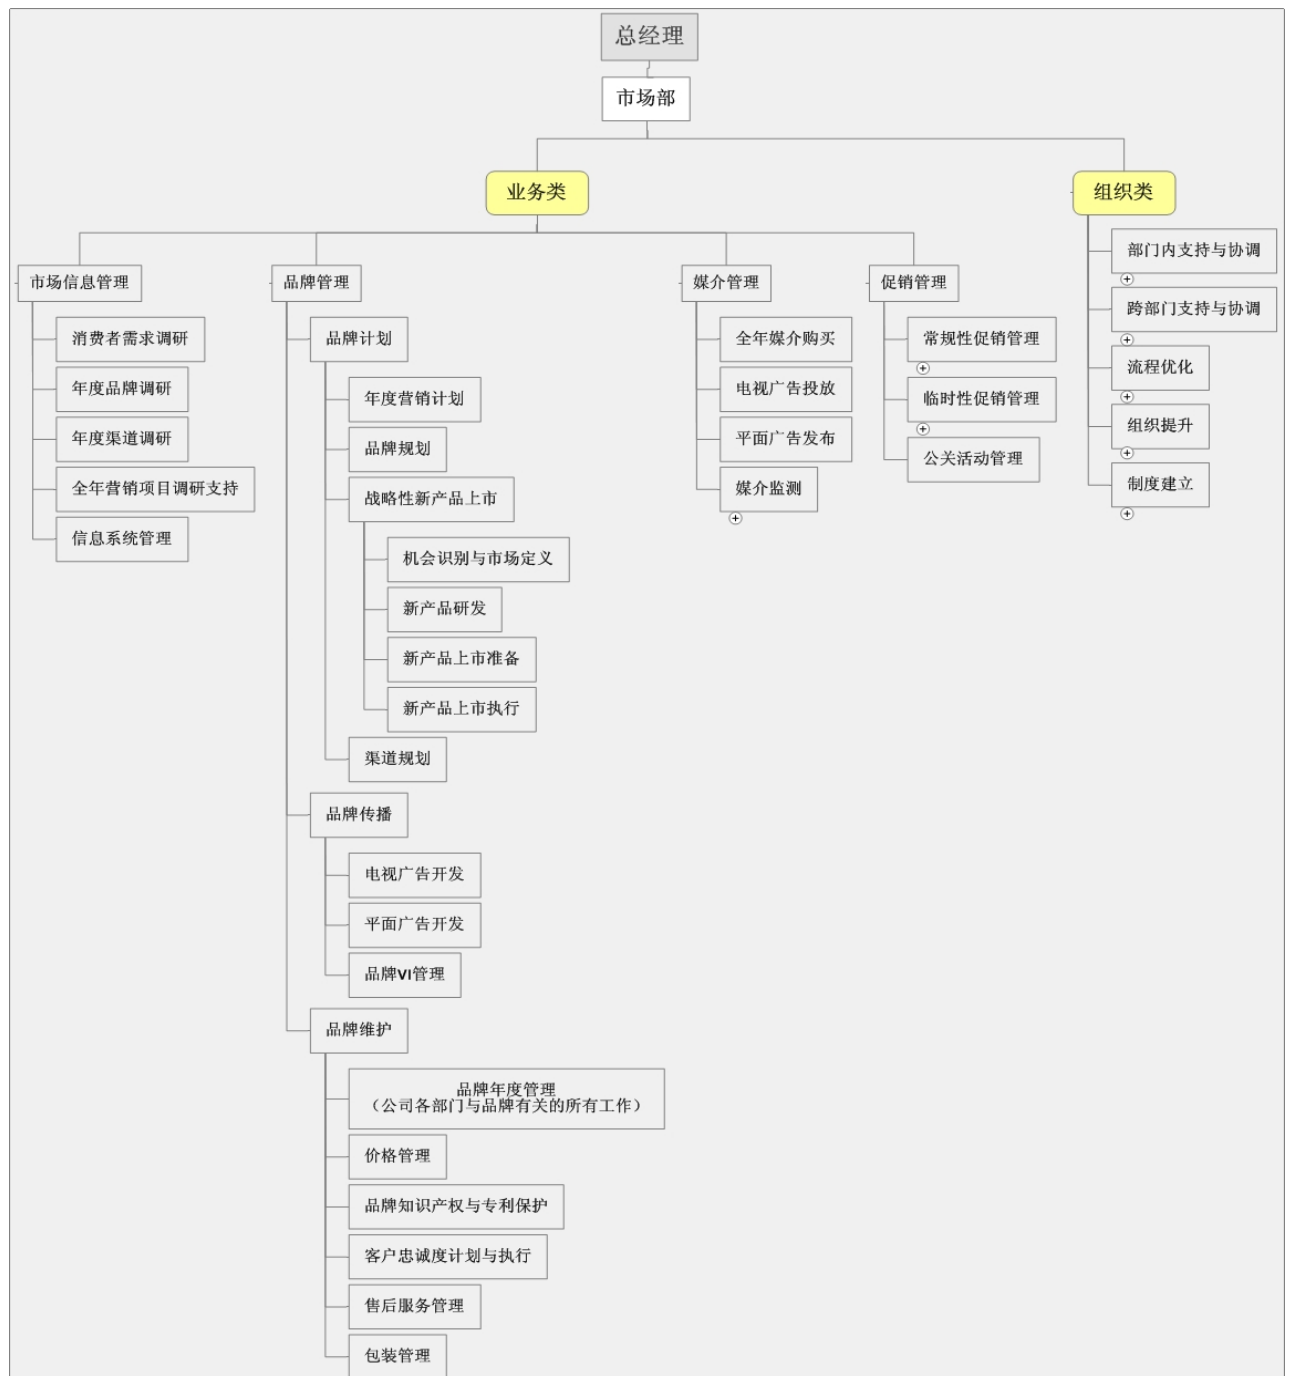 总经理
市场部
业务类
组织类
市场信息管理
消费者需求调研
年度品牌调研
年度渠道调研
全年营销项目调研支持
信息系统管理
品牌管理
品牌计划
年度营销计划
品牌规划
战略性新产品上市
机会识别与市场定义
新产品研发
新产品上市准备
新产品上市执行
渠道规划
品牌传播
电视广告开发
平面广告开发
品牌VI管理
品牌维护
品牌年度管理
（公司各部门与品牌有关的所有工作）
价格管理
品牌知识产权与专利保护
客户忠诚度计划与执行
售后服务管理
包装管理
媒介管理
全年媒介购买
电视广告投放
平面广告发布
媒介监测
促销管理
常规性促销管理
临时性促销管理
公关活动管理
部门内支持与协调
跨部门支持与协调
流程优化
组织提升
制度建立